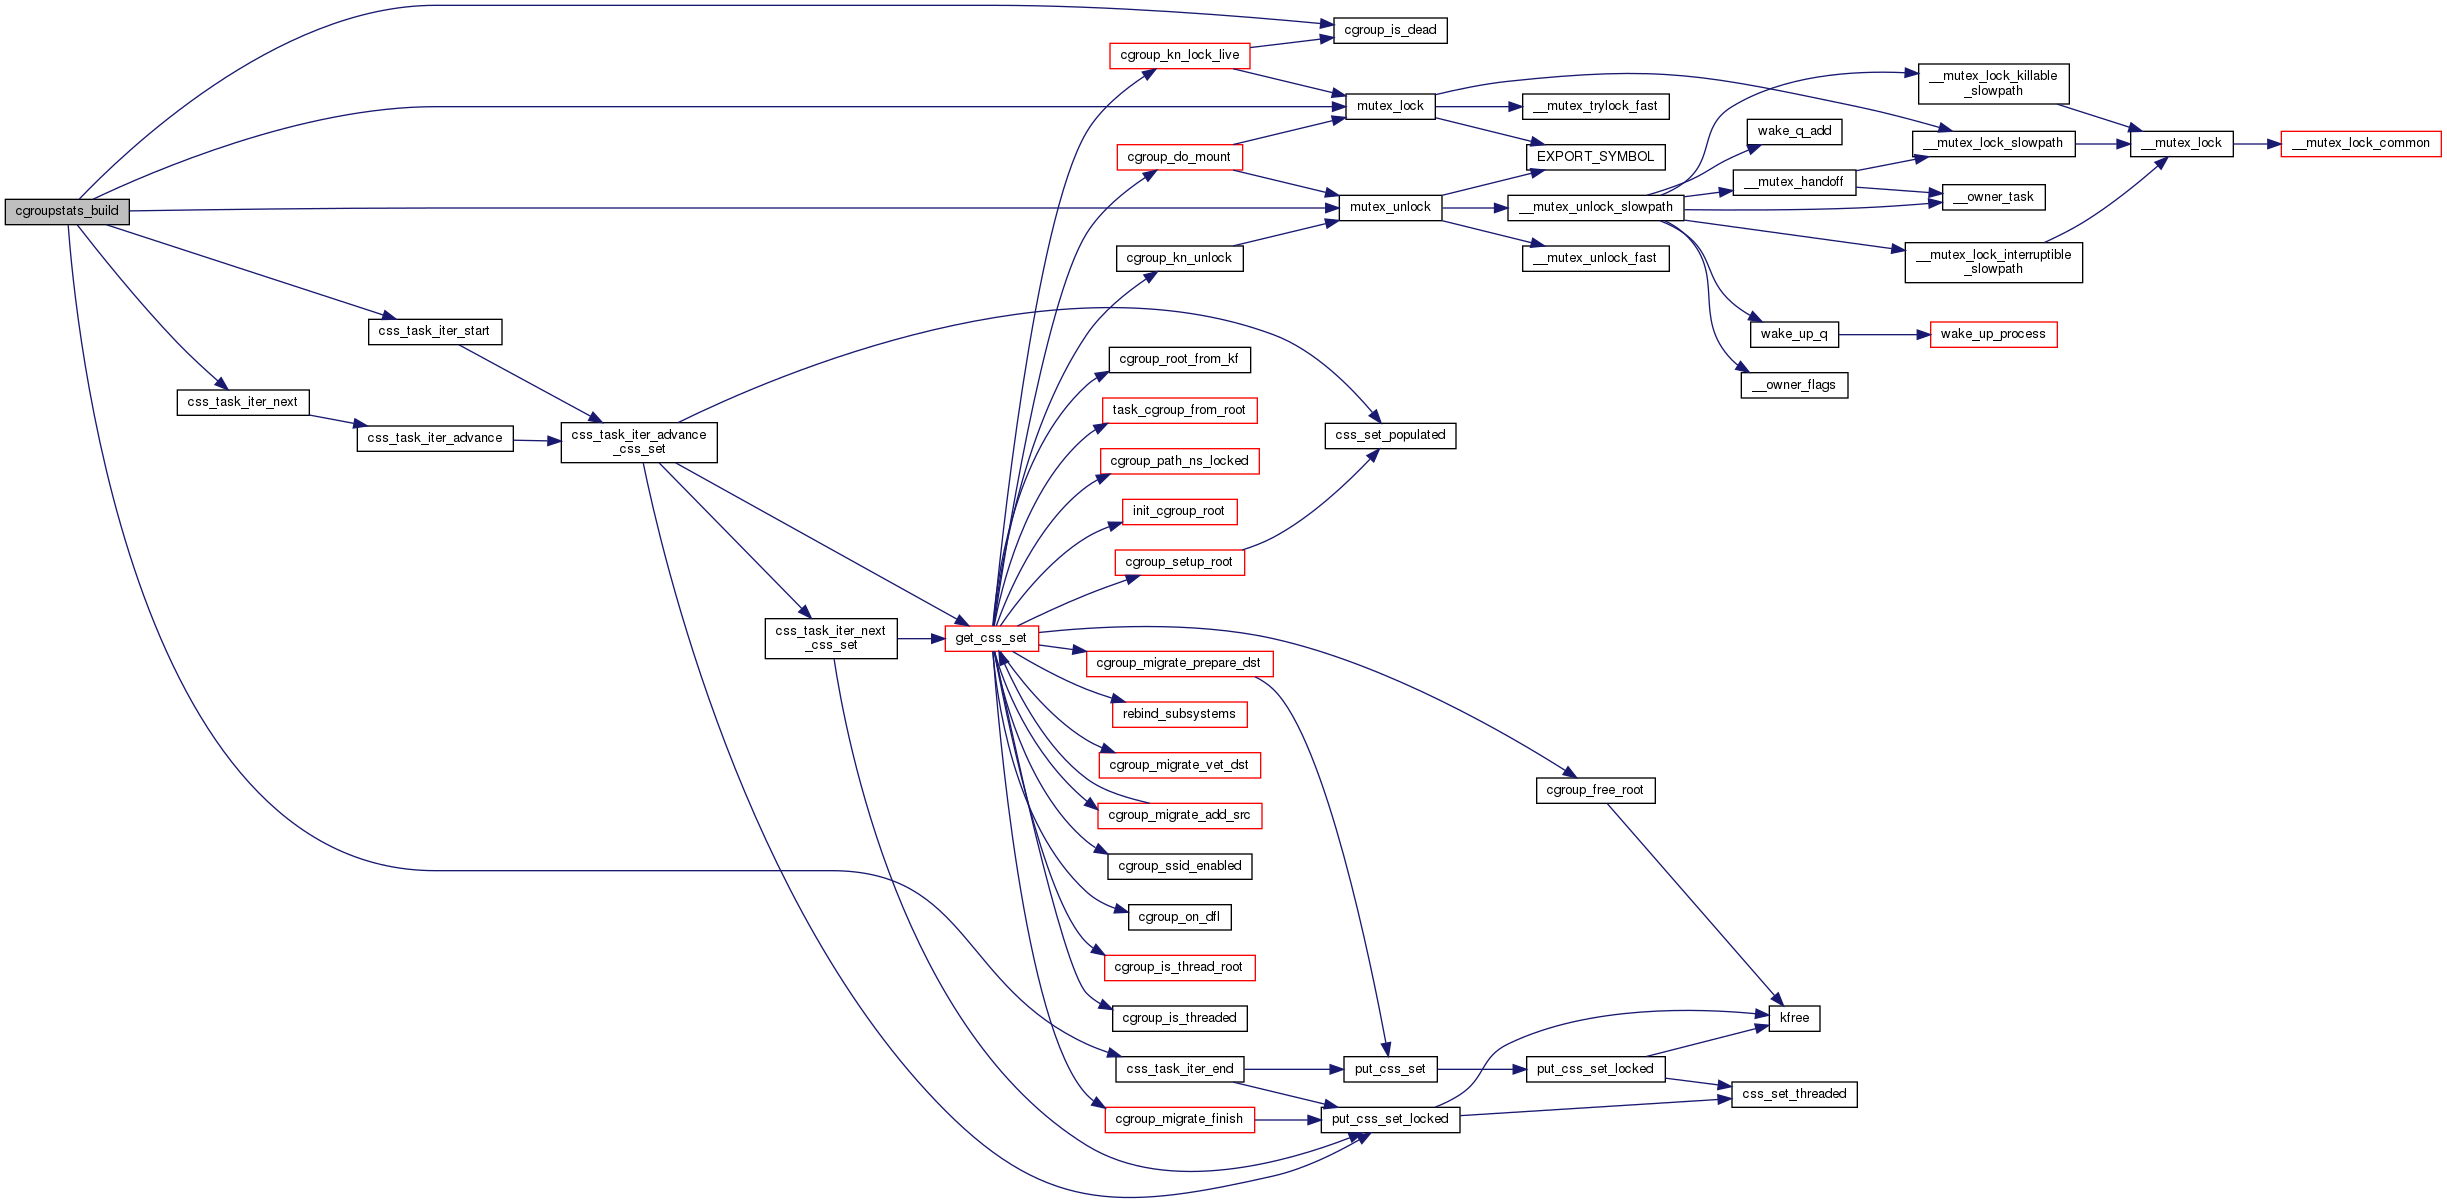 cgroupstats_build
css_task_iter_next
css_task_iter_start
css_task_iter_advance
css_task_iter_advance
_css_set
css_task_iter_next
_css_set
get_css_set
cgroup_kn_lock_live
cgroup_do_mount
cgroup_kn_unlock
cgroup_root_from_kf
task_cgroup_from_root
cgroup_path_ns_locked
init_cgroup_root
cgroup_setup_root
cgroup_migrate_prepare_dst
rebind_subsystems
cgroup_migrate_vet_dst
cgroup_migrate_add_src
cgroup_ssid_enabled
cgroup_on_dfl
cgroup_is_thread_root
cgroup_is_threaded
css_task_iter_end
cgroup_migrate_finish
cgroup_is_dead
mutex_lock
mutex_unlock
css_set_populated
put_css_set
put_css_set_locked
__mutex_trylock_fast
EXPORT_SYMBOL
__mutex_unlock_slowpath
__mutex_unlock_fast
cgroup_free_root
put_css_set_locked
wake_q_add
__mutex_handoff
wake_up_q
__owner_flags
kfree
css_set_threaded
__mutex_lock_killable
_slowpath
__mutex_lock_slowpath
__owner_task
__mutex_lock_interruptible
_slowpath
wake_up_process
__mutex_lock
__mutex_lock_common